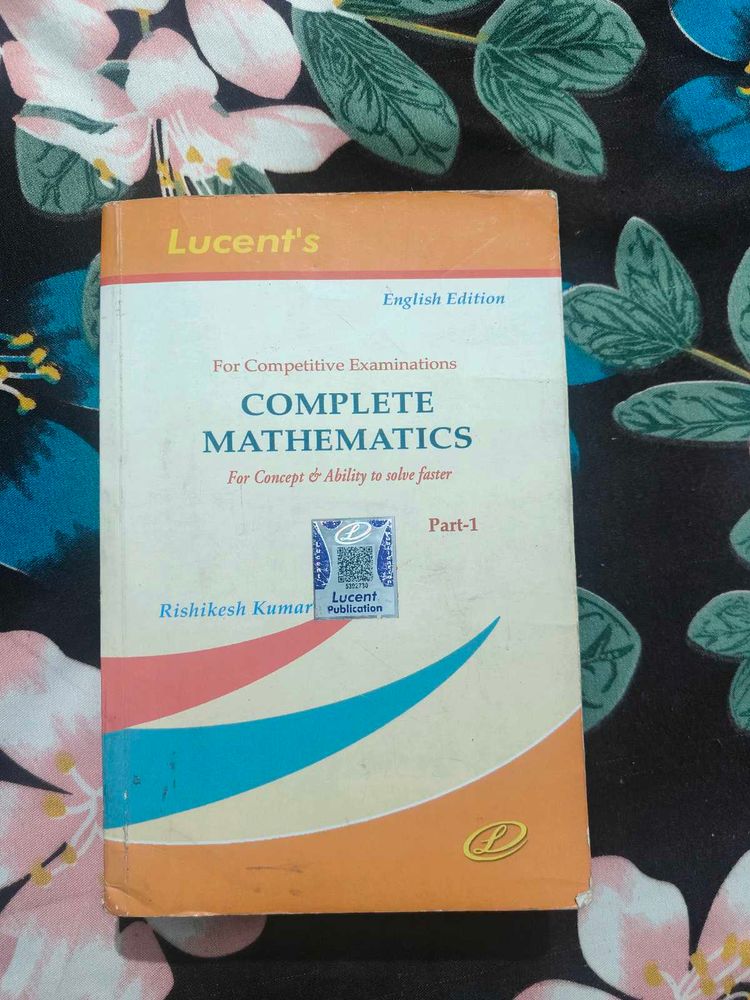 Lucent's
English Edition
For Competitive Examinations
COMPLETE
MATHEMATICS
For Concept & Ability to solve faster
Part-1
Lucent
Publication
Rishikesh Kumar